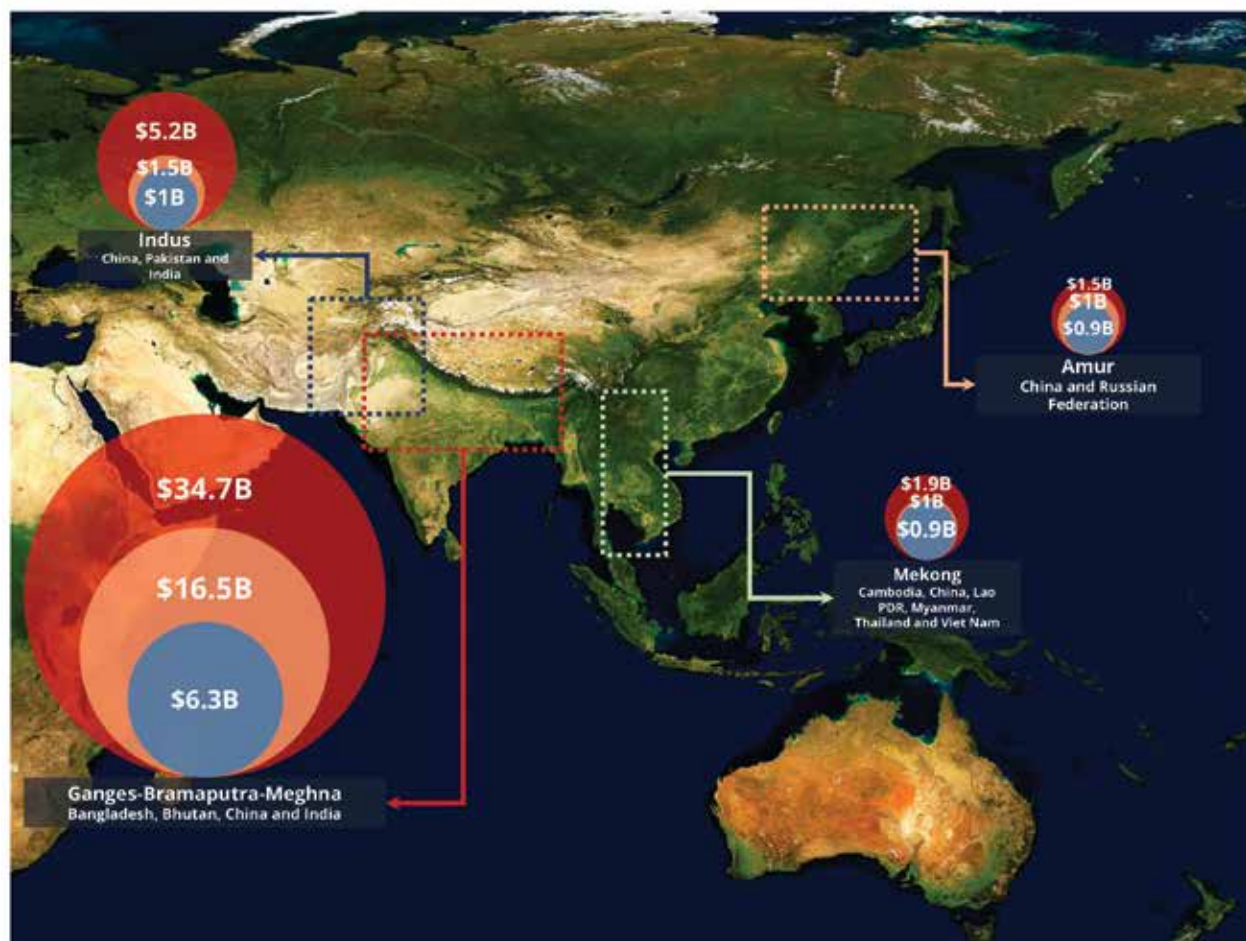 $5.2B
$1.5B
$1B
Indus
China, Pakistan and
India
$1.5B
$1B
$0.9B
Amur
China and Russian
Federation
$34.7B
$16.5B
$6.3B
Ganges-Bramaputra-Meghna
Bangladesh, Bhutan, China and India
$1.9B
$1B
$0.9B
Mekong
Cambodia, China, Lao
PDR, Myanmar,
Thailand and Viet Nam